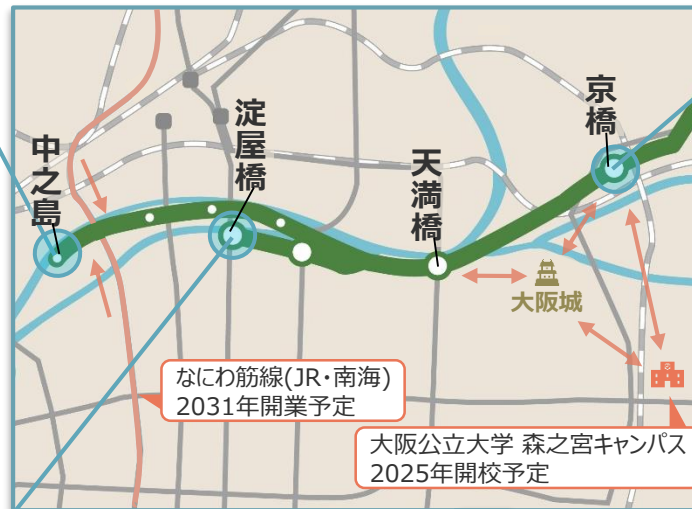 京橋
淀屋橋
中之島
天満橋
大阪城
なにわ筋線(JR・南海)
2031年開業予定
大阪公立大学 森之宮キャンパス
2025年開校予定